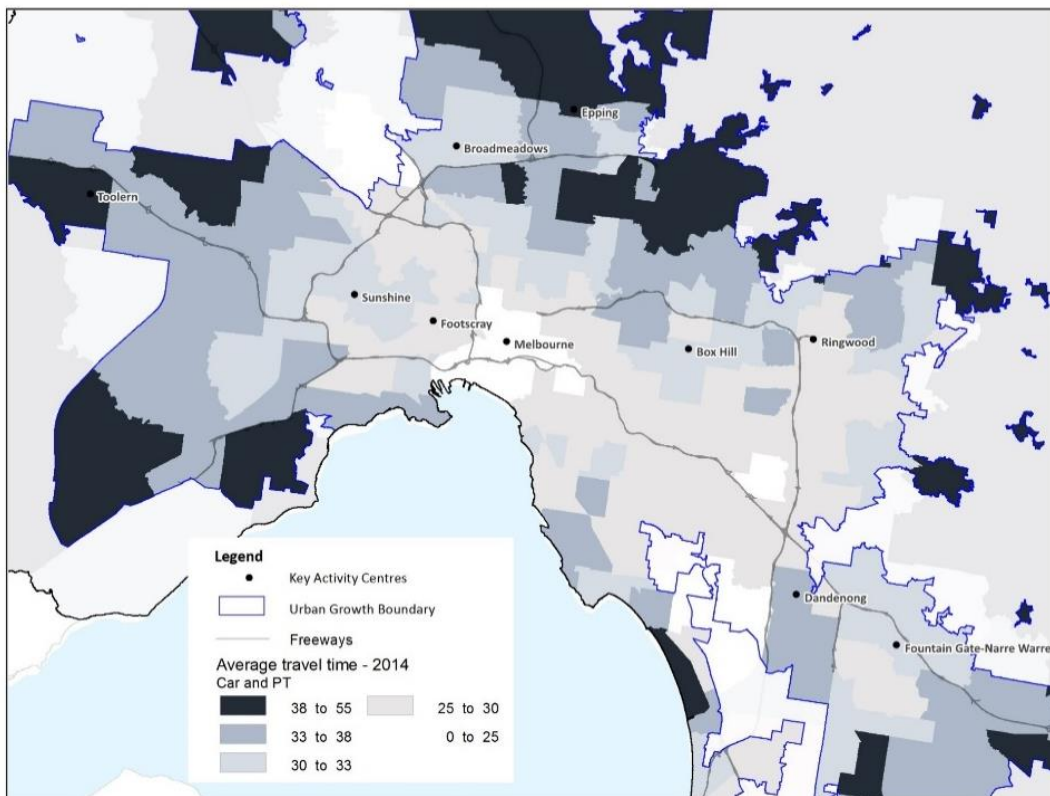 Epping
Broadmeadows
Toolern
Sunshine
Footscray
Melbourne
Box Hill
Ringwood
Dandenong
Fountain Gate-Narre Warre
Legend
Key Activity Centres
Urban Growth Boundary
Freeways
Average travel time - 2014
Car and PT
38 to 55 25 to 30
33 to 38 0 to 25
30 to 33